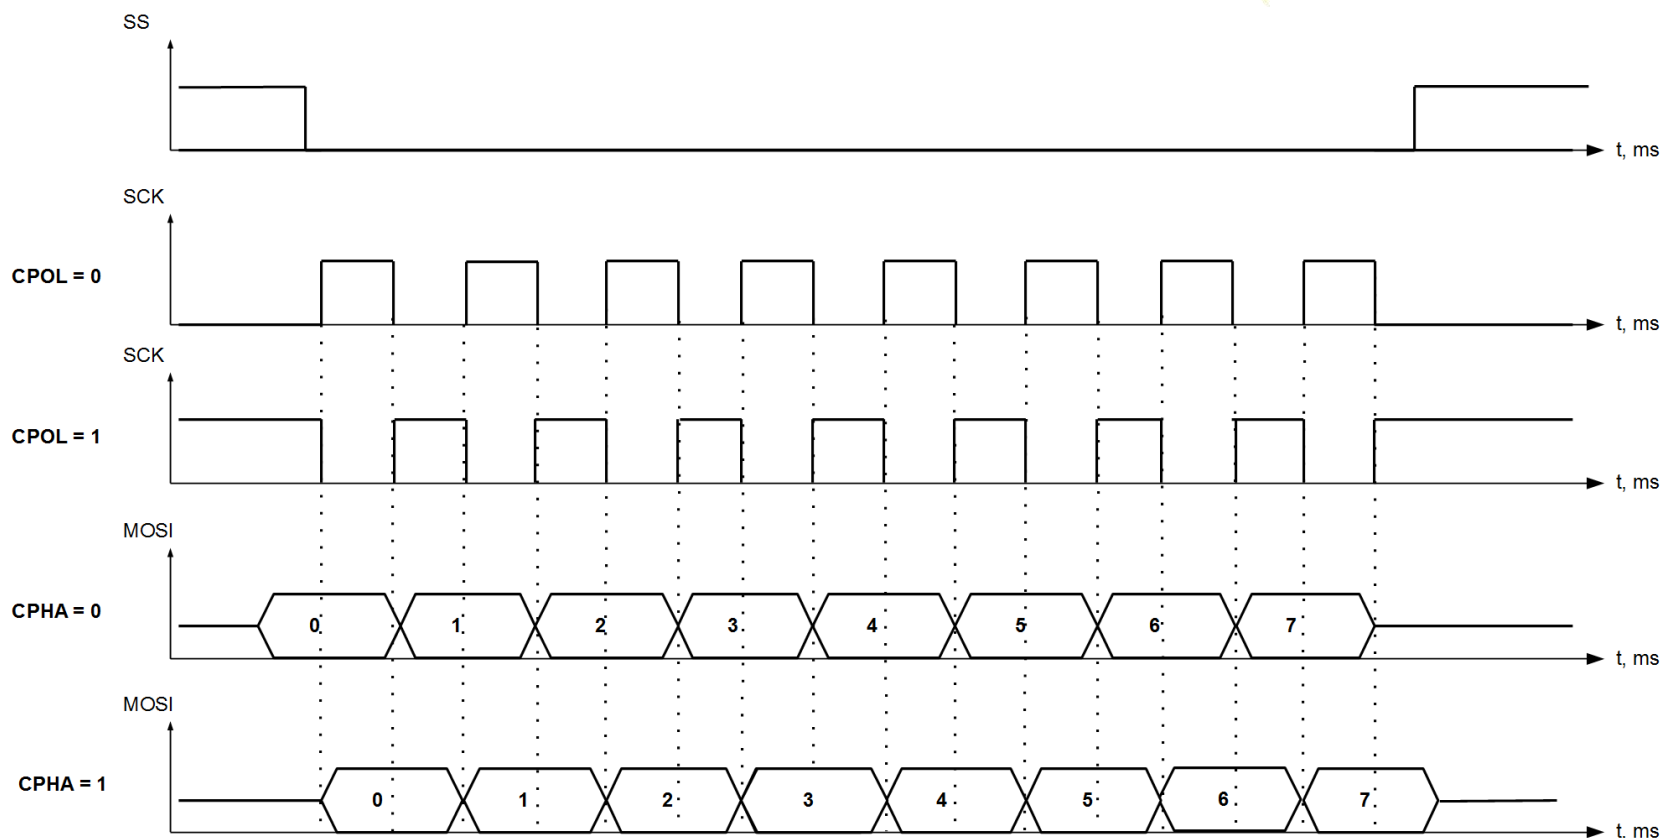 SS
t, ms
SCK
CPOL = 0
t, ms
SCK
CPOL = 1
t, ms
MOSI
CPHA = 0
0 1 2 3 4 5 6 7
t, ms
MOSI
CPHA = 1
0 1 2 3 4 5 6 7
t, ms